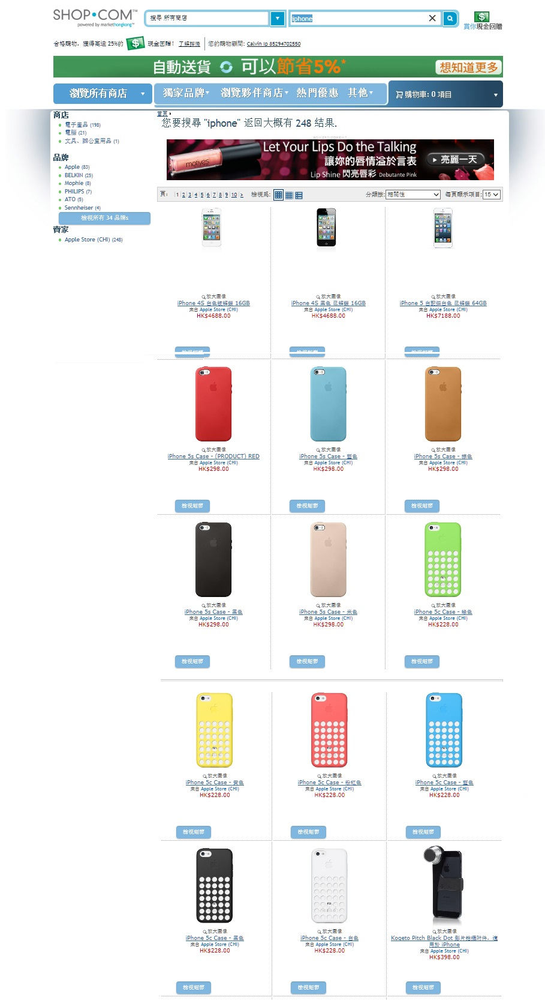 SHOP•COM™
powered by markethongkong™
搜尋 所有商店
iphone
賞你現金回贈
合格購物，獲得高達 25%的 現金回贈！ 了解詳情
您的購物顧問: Calvin Ip 85294702550
自動送貨 可以節省5%*
想知道更多
瀏覽所有商店
獨家品牌
瀏覽夥伴商店
熱門優惠
其他
購物車: 0 項目
首頁
您要搜尋 "iphone" 返回大概有 248 結果.
商店
電子產品 (198)
電腦 (21)
文具、辦公室用品 (1)
品牌
Apple (83)
BELKIN (25)
Mophie (8)
PHILIPS (7)
ATO (5)
Sennheiser (4)
檢視所有 34 品牌s
賣家
Apple Store (CHI) (248)
ADVERTISEMENT
motives
Let Your Lips Do the Talking
讓妳的唇情溢於言表
Lip Shine 閃亮唇彩 Debutante Pink
亮麗一天
頁: 1 2 3 4 5 6 7 8 9 10 >
檢視為:
分類按: 相關性
每頁顯示項目: 15
放大圖像
iPhone 4S 白色被解鎖 16GB
來自 Apple Store (CHI)
HK$4688.00
檢視細節
放大圖像
iPhone 4S 黑色 已解鎖 16GB
來自 Apple Store (CHI)
HK$4688.00
檢視細節
放大圖像
iPhone 5 白配銀白色 已解鎖 64GB
來自 Apple Store (CHI)
HK$7188.00
檢視細節
放大圖像
iPhone 5s Case - (PRODUCT) RED
來自 Apple Store (CHI)
HK$298.00
檢視細節
放大圖像
iPhone 5s Case - 藍色
來自 Apple Store (CHI)
HK$298.00
檢視細節
放大圖像
iPhone 5s Case - 棕色
來自 Apple Store (CHI)
HK$298.00
檢視細節
放大圖像
iPhone 5s Case - 黑色
來自 Apple Store (CHI)
HK$298.00
檢視細節
放大圖像
iPhone 5s Case - 米色
來自 Apple Store (CHI)
HK$298.00
檢視細節
放大圖像
iPhone 5c Case - 綠色
來自 Apple Store (CHI)
HK$228.00
檢視細節
放大圖像
iPhone 5c Case - 黃色
來自 Apple Store (CHI)
HK$228.00
檢視細節
放大圖像
iPhone 5c Case - 粉紅色
來自 Apple Store (CHI)
HK$228.00
檢視細節
放大圖像
iPhone 5c Case - 藍色
來自 Apple Store (CHI)
HK$228.00
檢視細節
放大圖像
iPhone 5c Case - 黑色
來自 Apple Store (CHI)
HK$228.00
檢視細節
放大圖像
iPhone 5c Case - 白色
來自 Apple Store (CHI)
HK$228.00
檢視細節
放大圖像
Kogeto Pitch Black Dot 影片拍攝附件，適
用於 iPhone
來自 Apple Store (CHI)
HK$398.00
檢視細節